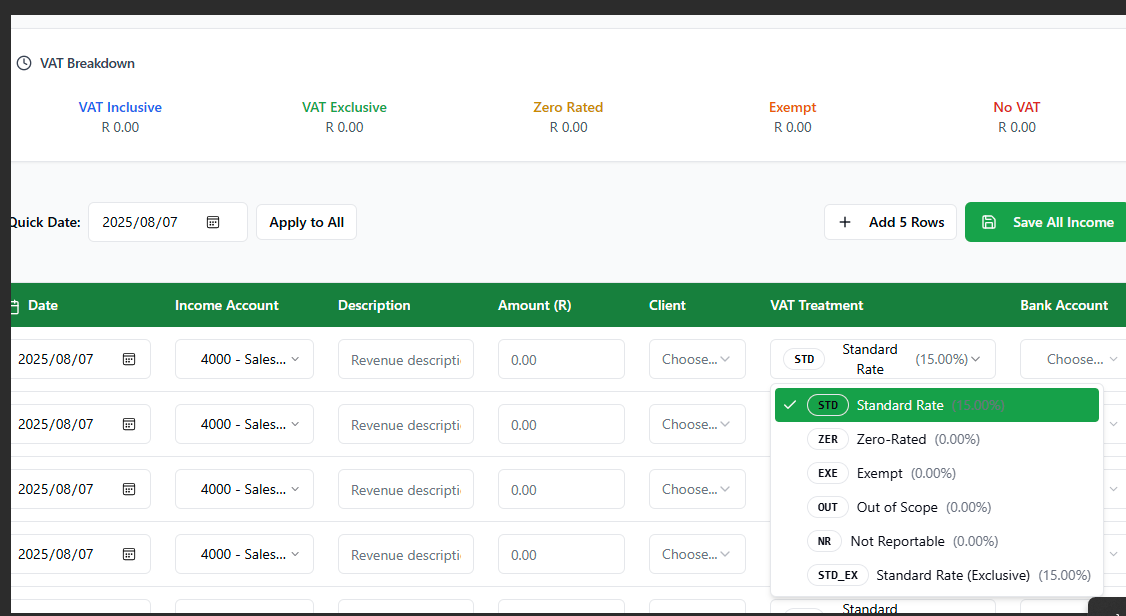 VAT Breakdown
VAT Inclusive VAT Exclusive Zero Rated Exempt No VAT
R 0.00 R 0.00 R 0.00 R 0.00 R 0.00
Quick Date: 2025/08/07 Apply to All + Add 5 Rows Save All Income
Date Income Account Description Amount (R) Client VAT Treatment Bank Account
2025/08/07 4000 - Sales... Revenue descripti 0.00 Choose... STD Standard Rate (15.00%) Choose...
STD Standard Rate (15.00%)
2025/08/07 4000 - Sales... Revenue descripti 0.00 Choose...
ZER Zero-Rated (0.00%)
EXE Exempt (0.00%)
2025/08/07 4000 - Sales... Revenue descripti 0.00 Choose...
OUT Out of Scope (0.00%)
NR Not Reportable (0.00%)
2025/08/07 4000 - Sales... Revenue descripti 0.00 Choose...
STD_EX Standard Rate (Exclusive) (15.00%)
Standard